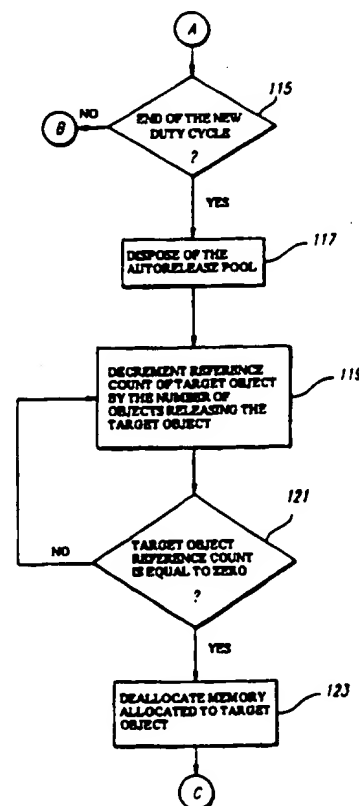 A
115
NO
B
END OF THE NEW
DUTY CYCLE
?
YES
117
DISPOSE OF THE
AUTORELEASE POOL
DECREMENT REFERENCE
COUNT OF TARGET OBJECT
BY THE NUMBER OF
OBJECTS RELEASING THE
TARGET OBJECT
119
121
NO
TARGET OBJECT
REFERENCE COUNT
IS EQUAL TO ZERO
?
YES
DEALLOCATE MEMORY
ALLOCATED TO TARGET
OBJECT
123
C